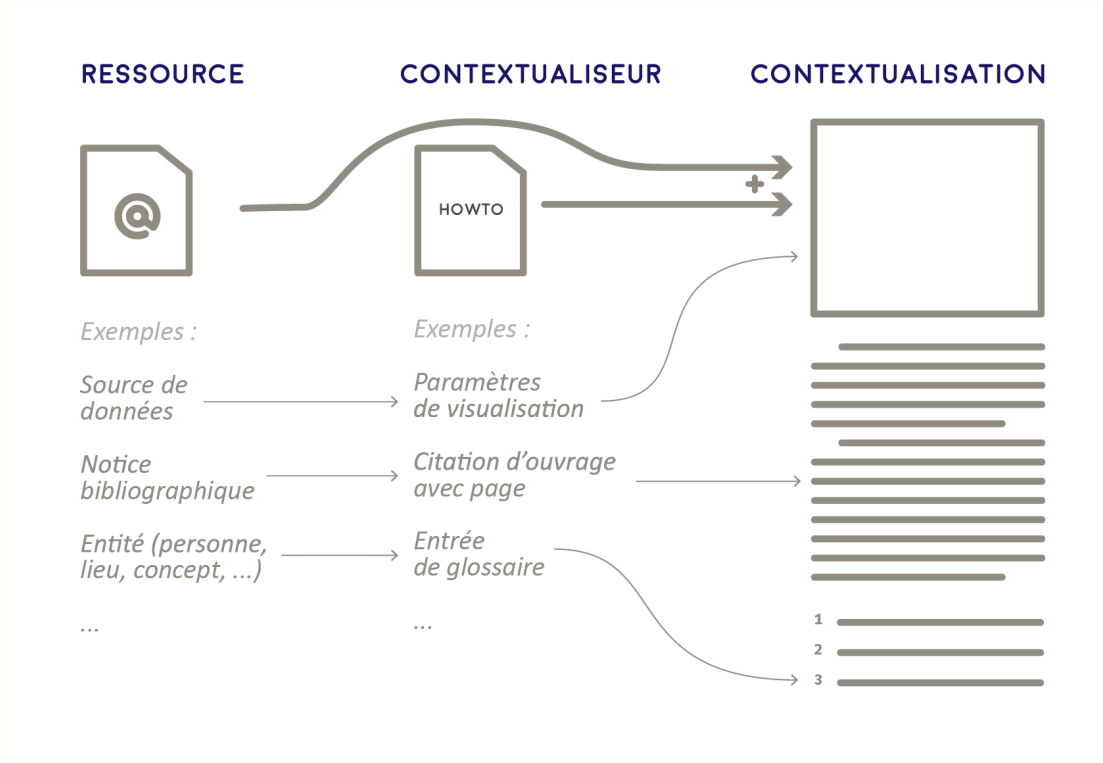 RESSOURCE
CONTEXTUALISEUR
CONTEXTUALISATION
@
HOWTO
+
Exemples :
Source de
données
Notice
bibliographique
Entité (personne,
lieu, concept, ...)
...
Exemples :
Paramètres
de visualisation
Citation d’ouvrage
avec page
Entrée
de glossaire
...
1
2
3